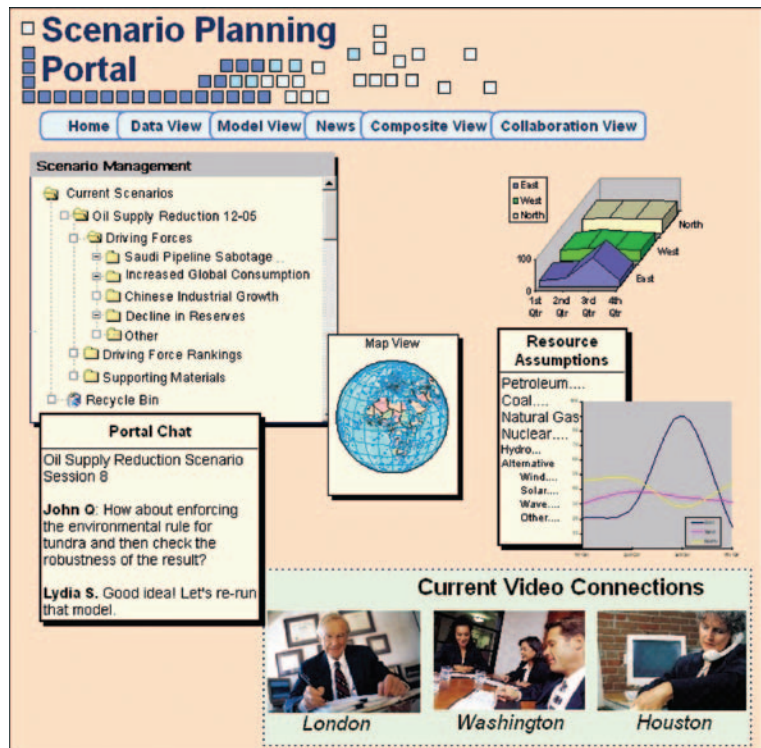 Scenario Planning
Portal
Home
Data View
Model View
News
Composite View
Collaboration View
Scenario Management
Current Scenarios
Oil Supply Reduction 12-05
Driving Forces
Saudi Pipeline Sabotage ..
Increased Global Consumption
Chinese Industrial Growth
Decline in Reserves
Other
Driving Force Rankings
Supporting Materials
Recycle Bin
East
West
North
100
0
North
West
East
1st 2nd 3rd 4th
Qtr Qtr Qtr Qtr
Map View
Resource
Assumptions
Petroleum....
Coal....
Natural Gas
Nuclear....
Hydro...
Alternative
Wind....
Solar....
Wave....
Other....
Portal Chat
Oil Supply Reduction Scenario
Session 8
John Q: How about enforcing
the environmental rule for
tundra and then check the
robustness of the result?
Lydia S. Good idea! Let's re-run
that model.
Current Video Connections
London
Washington
Houston